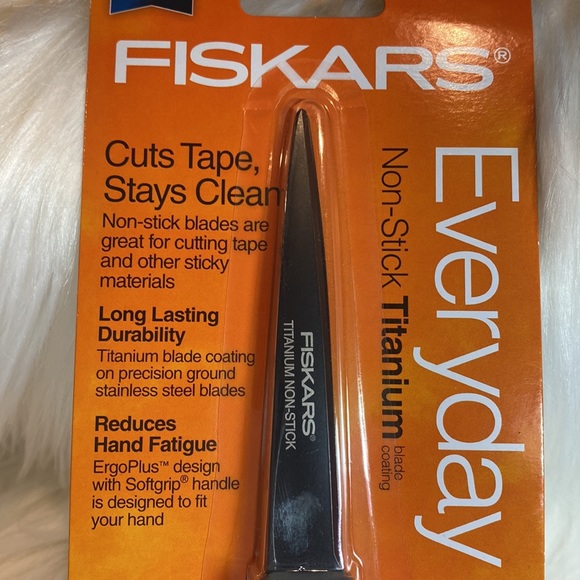 FISKARS®
Cuts Tape,
Stays Clean
Non-stick blades are
great for cutting tape
and other sticky
materials
Long Lasting
Durability
Titanium blade coating
on precision ground
stainless steel blades
Reduces
Hand Fatigue
ErgoPlus™ design
with Softgrip® handle
is designed to fit
your hand
FISKARS®
TITANIUM NON-STICK
Everyday
Non-Stick Titanium
blade
coating